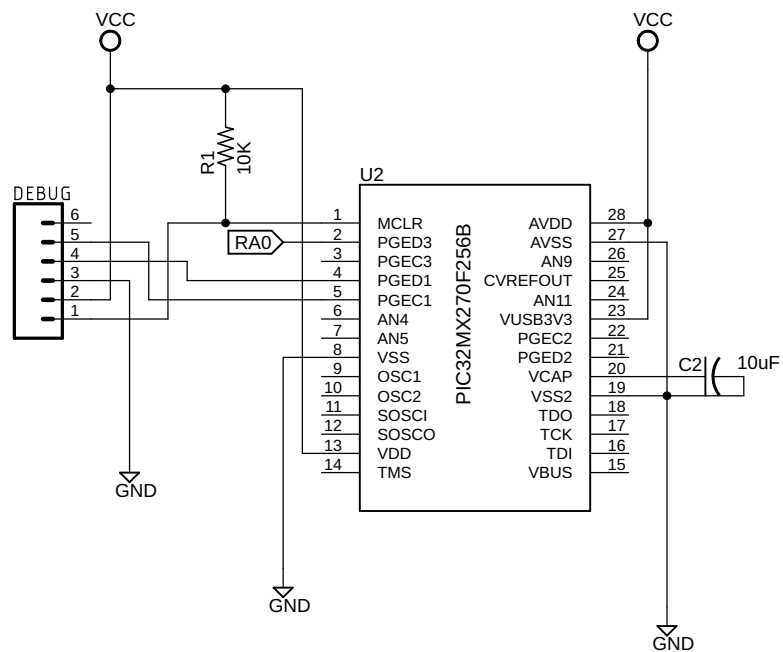 VCC
VCC
R1
10K
DEBUG
6
5
4
3
2
1
GND
RA0
U2
PIC32MX270F256B
1 MCLR
2 PGED3
3 PGEC3
4 PGED1
5 PGEC1
6 AN4
7 AN5
8 VSS
9 OSC1
10 OSC2
11 SOSCI
12 SOSCO
13 VDD
14 TMS
AVDD 28
AVSS 27
AN9 26
CVREFOUT 25
AN11 24
VUSB3V3 23
PGEC2 22
PGED2 21
VCAP 20
VSS2 19
TDO 18
TCK 17
TDI 16
VBUS 15
C2
10uF
GND
GND